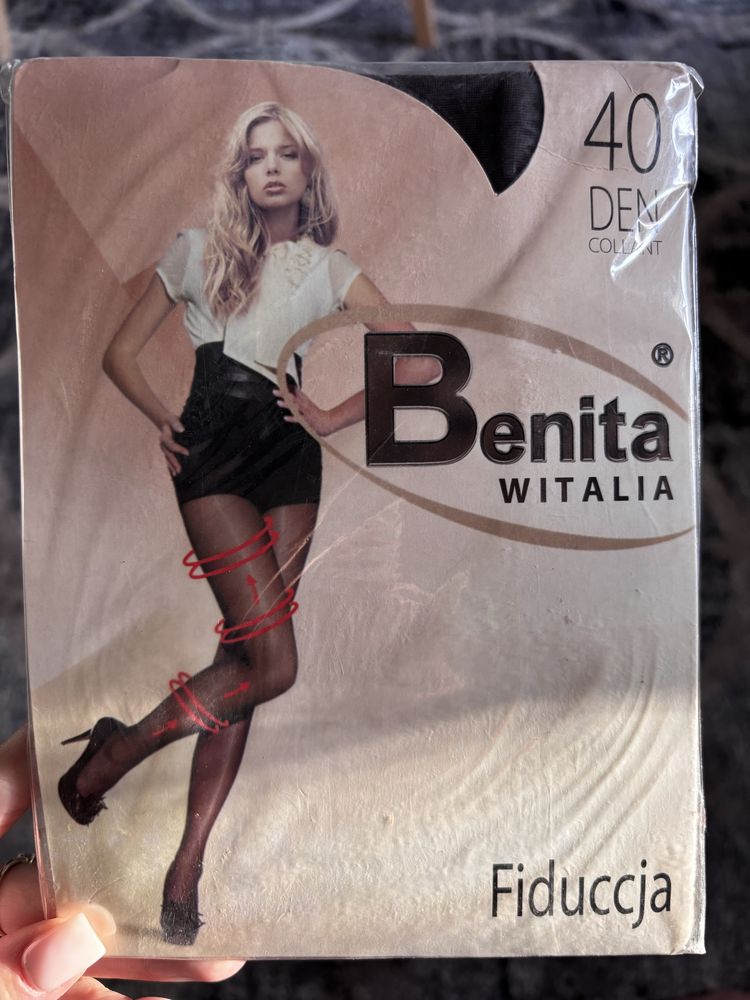 40
DEN
COLLANT
Benita®
WITALIA
Fiduccja